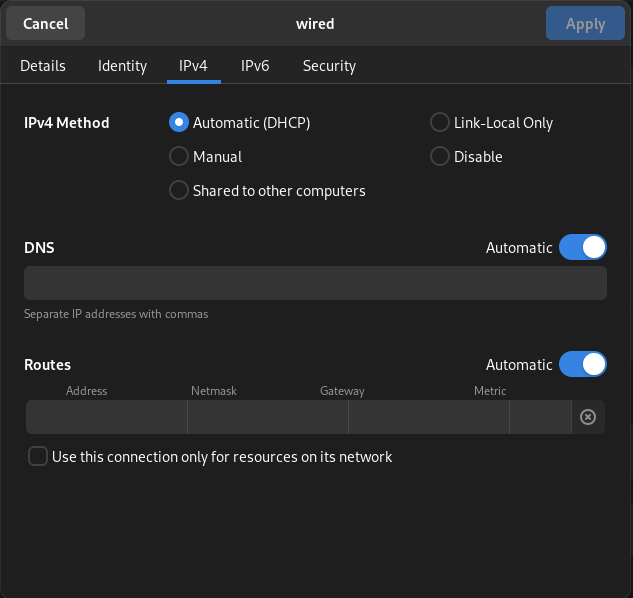 Cancel wired Apply
Details Identity IPv4 IPv6 Security
IPv4 Method Automatic (DHCP) Link-Local Only
Manual Disable
Shared to other computers
DNS Automatic
Separate IP addresses with commas
Routes Automatic
Address Netmask Gateway Metric
Use this connection only for resources on its network